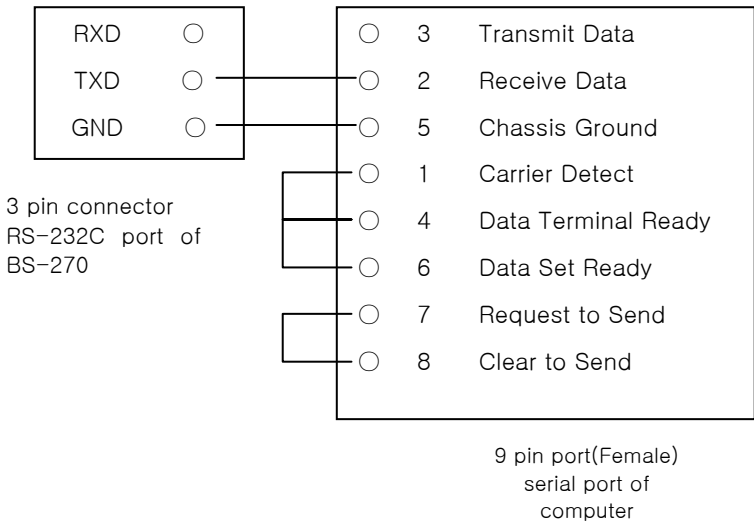 RXD
TXD
GND
3 pin connector
RS-232C port of
BS-270
3 Transmit Data
2 Receive Data
5 Chassis Ground
1 Carrier Detect
4 Data Terminal Ready
6 Data Set Ready
7 Request to Send
8 Clear to Send
9 pin port(Female)
serial port of
computer